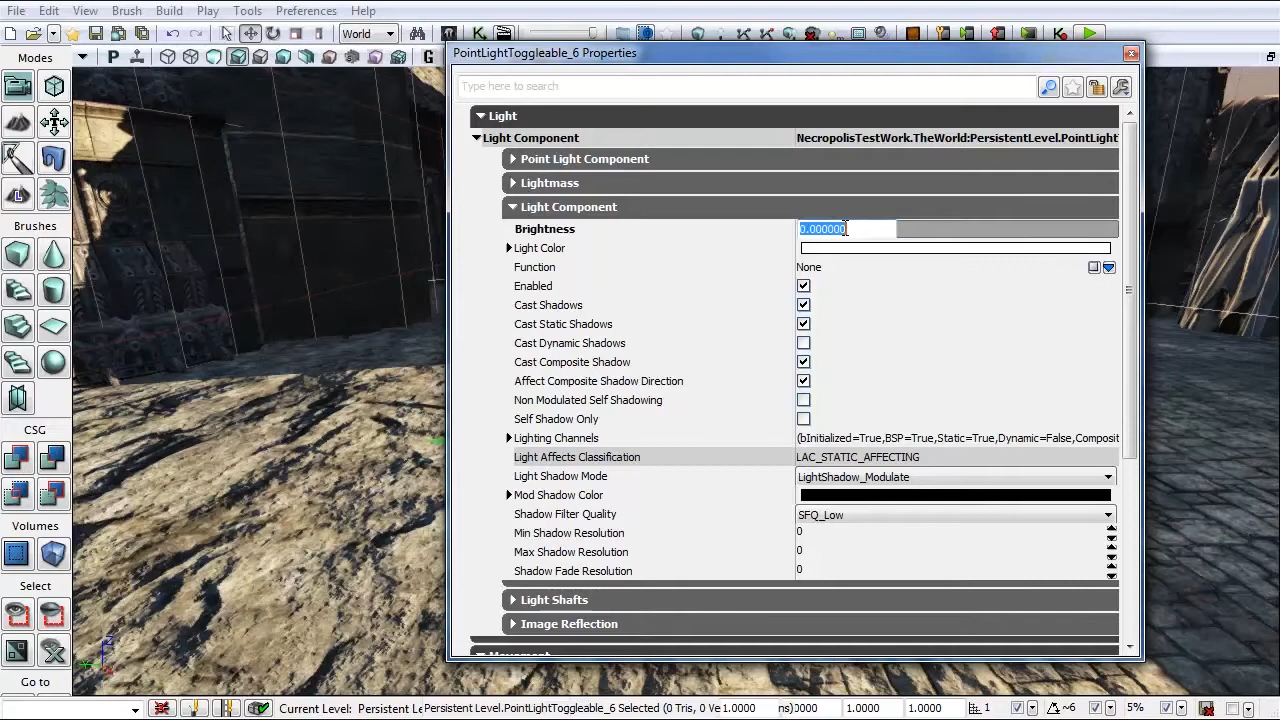 File Edit View Brush Build Play Tools Preferences Help
World
P
G
PointLightToggleable_6 Properties
Type here to search
Light
Light Component NecropolisTestWork.TheWorld:PersistentLevel.PointLight
Point Light Component
Lightmass
Light Component
Brightness 0.000000
Light Color
Function None
Enabled
Cast Shadows
Cast Static Shadows
Cast Dynamic Shadows
Cast Composite Shadow
Affect Composite Shadow Direction
Non Modulated Self Shadowing
Self Shadow Only
Lighting Channels (bInitialized=True,BSP=True,Static=True,Dynamic=False,Composit
Light Affects Classification LAC_STATIC_AFFECTING
Light Shadow Mode LightShadow_Modulate
Mod Shadow Color
Shadow Filter Quality SFQ_Low
Min Shadow Resolution 0
Max Shadow Resolution 0
Shadow Fade Resolution 0
Light Shafts
Image Reflection
Movement
Modes
L
Brushes
CSG
Volumes
Select
Go to
Z
Current Level: Persistent Le Persistent Level.PointLightToggleable_6 Selected (0 Tris, 0 Ve 1.0000 ns) 0000 1.0000 1.0000 1 ~6 5%